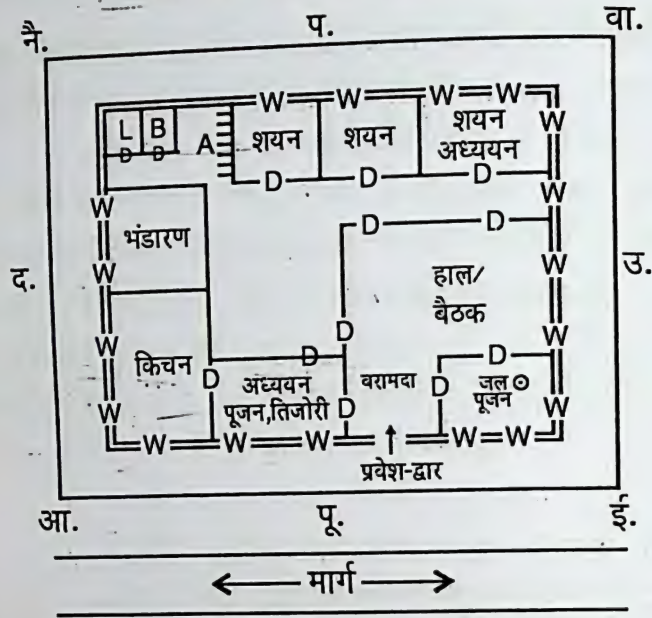 नै. प. वा.
W W W W
L B A शयन शयन शयन
अध्ययन
W
D D
D D D
W W
भंडारण
D D
द. उ.
W W
हाल/
बैठक
W D W
किचन D D D
W
D अध्ययन वरामदा D जल
पूजन, तिजोरी D पूजन
W W
W W W W W
प्रवेश-द्वार
आ. पू. ई.
मार्ग